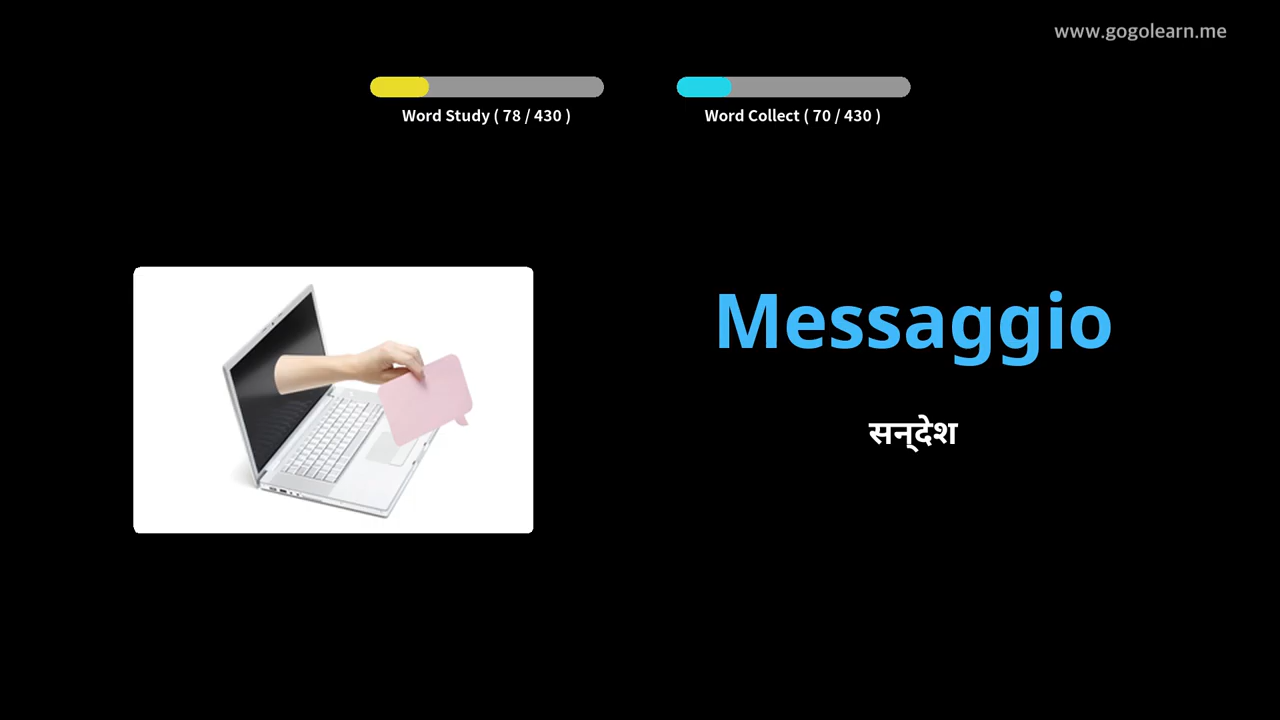 www.gogolearn.me
Word Study ( 78 / 430 )
Word Collect ( 70 / 430 )
Messaggio
सन्‌देश